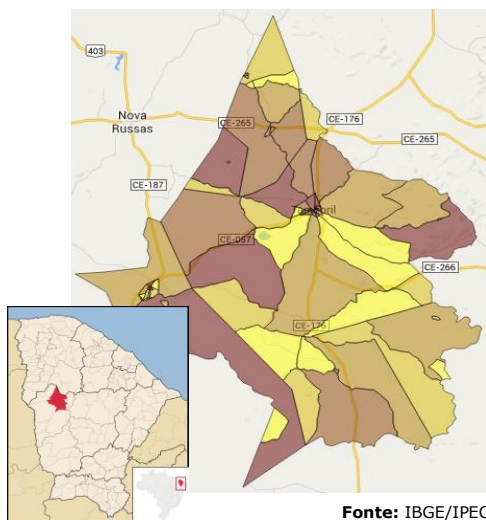 403
Nova
Russas
CE-176
CE-265
CE-265
CE-187
CE-057
CE-266
CE-176
Fonte: IBGE/IPEC